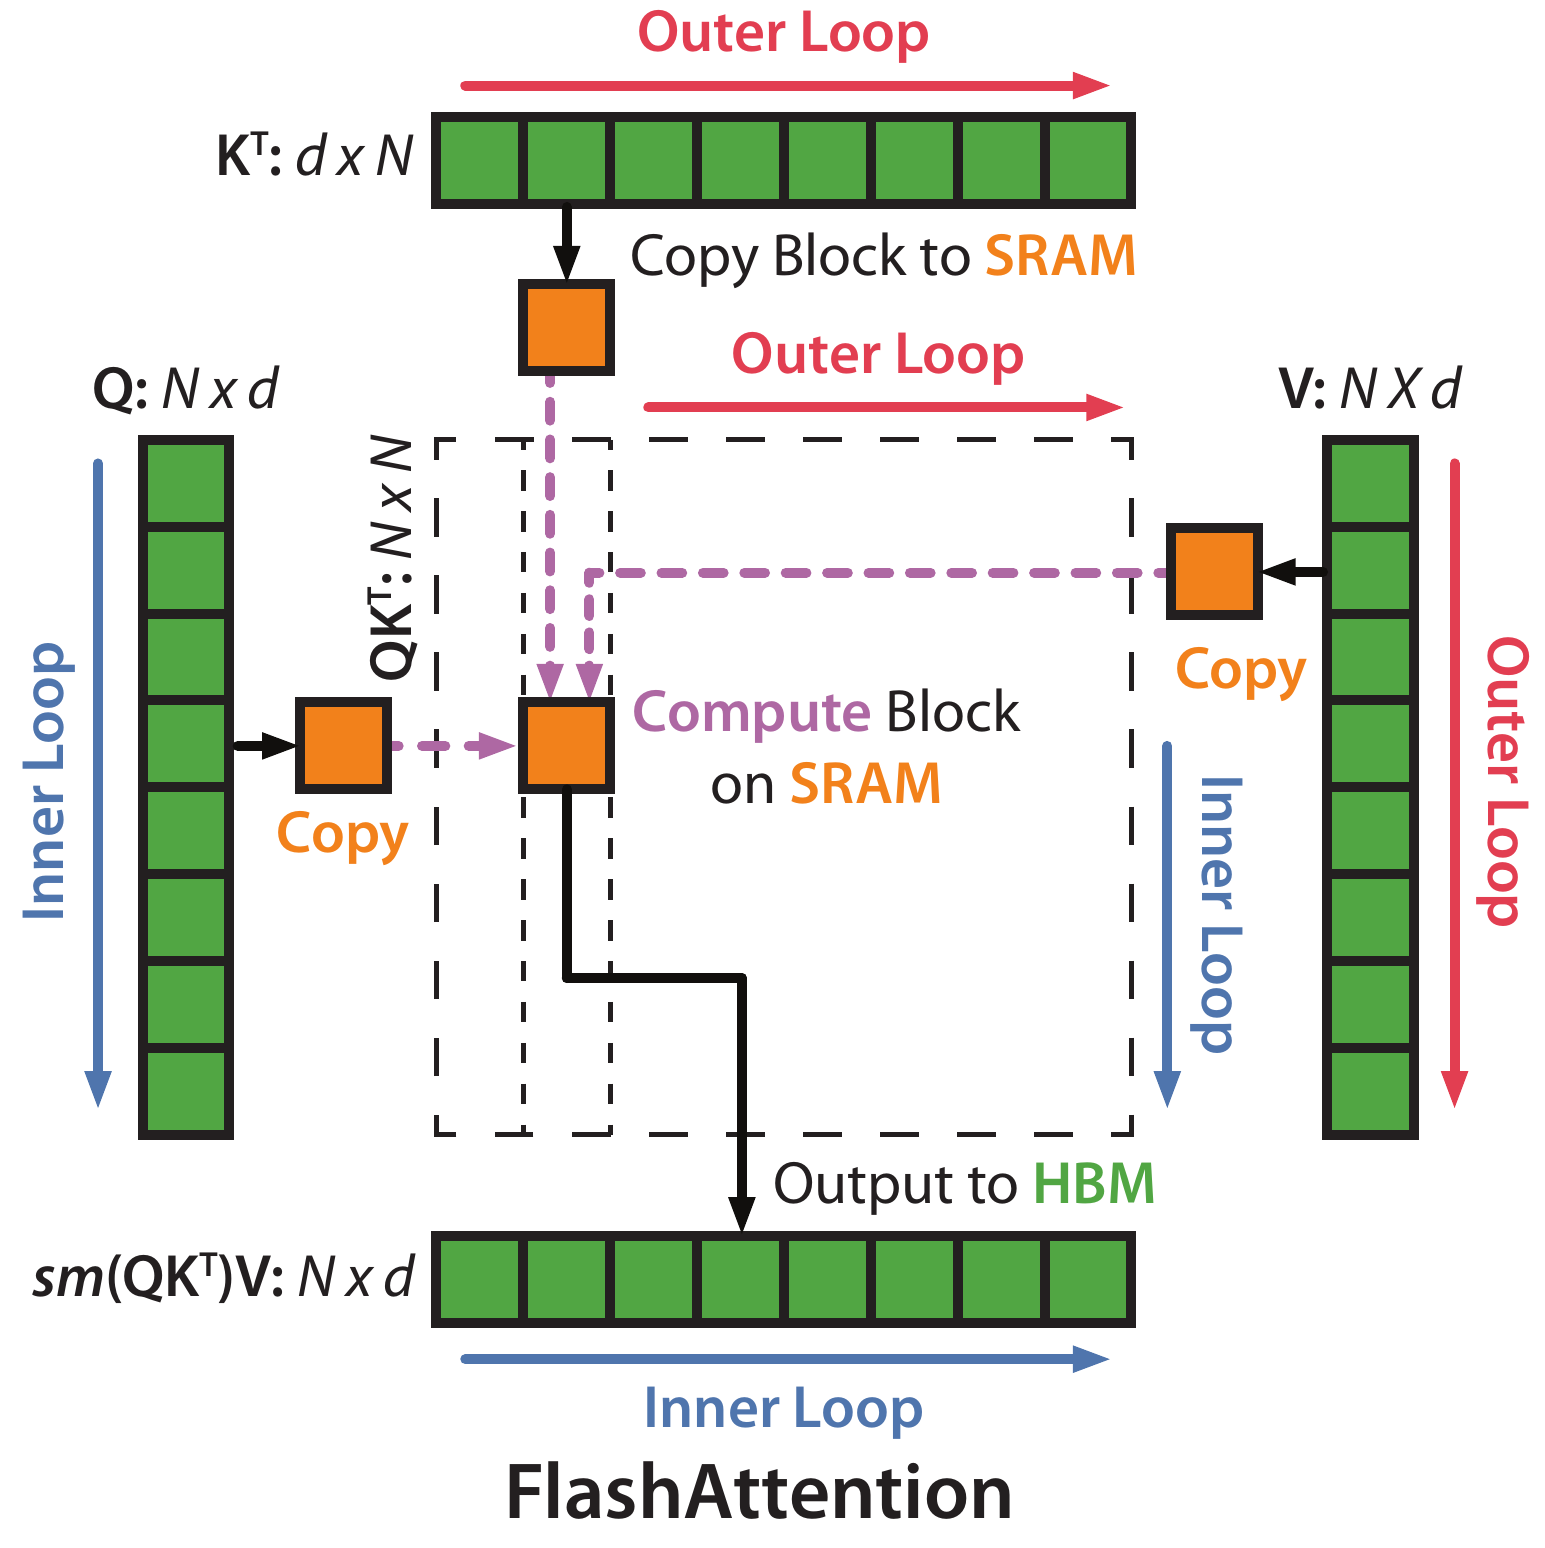 Outer Loop
Kᵀ: d x N
Copy Block to SRAM
Outer Loop
Q: N x d
V: N X d
QKᵀ: N x N
Copy
Inner Loop
Compute Block
on SRAM
Outer Loop
Inner Loop
Copy
Output to HBM
sm(QKᵀ)V: N x d
Inner Loop
FlashAttention